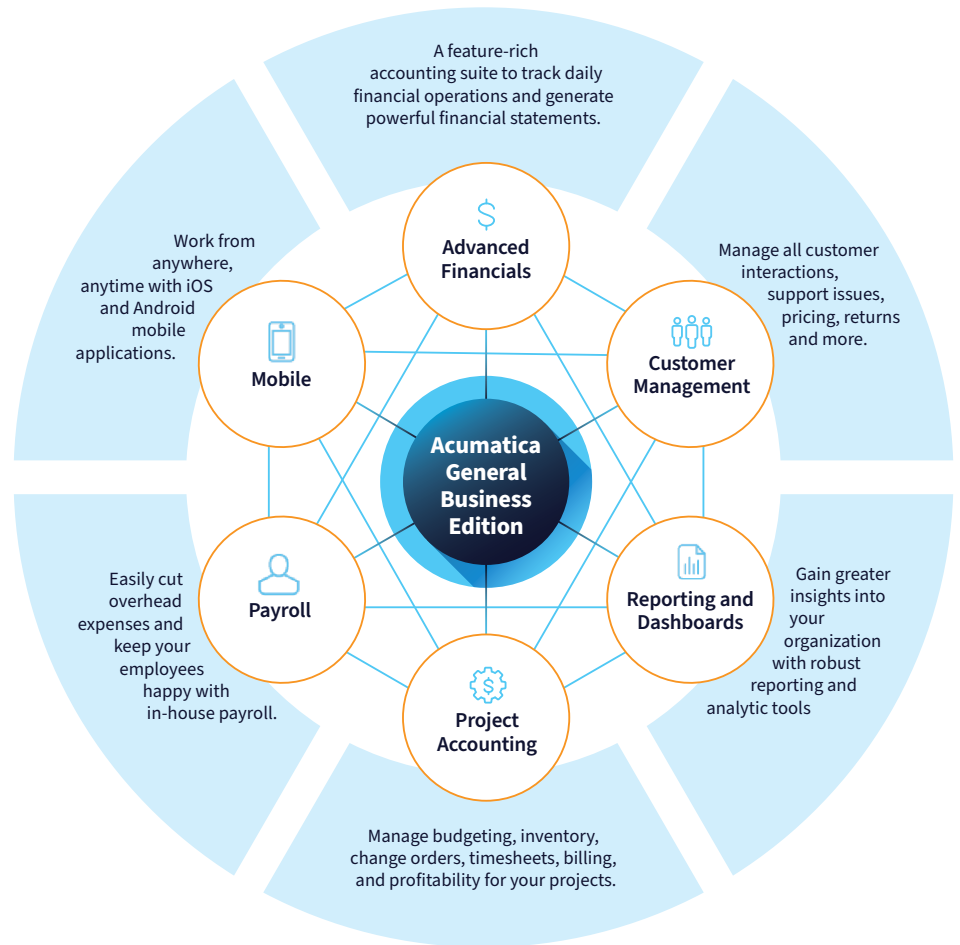 A feature-rich
accounting suite to track daily
financial operations and generate
powerful financial statements.
$
Advanced
Financials
Work from
anywhere,
anytime with iOS
and Android
mobile
applications.
Mobile
Manage all customer
interactions,
support issues,
pricing, returns
and more.
Customer
Management
Acumatica
General
Business
Edition
Easily cut
overhead
expenses and
keep your
employees
happy with
in-house payroll.
Payroll
Reporting and
Dashboards
Gain greater
insights into
your
organization
with robust
reporting and
analytic tools
$
Project
Accounting
Manage budgeting, inventory,
change orders, timesheets, billing,
and profitability for your projects.